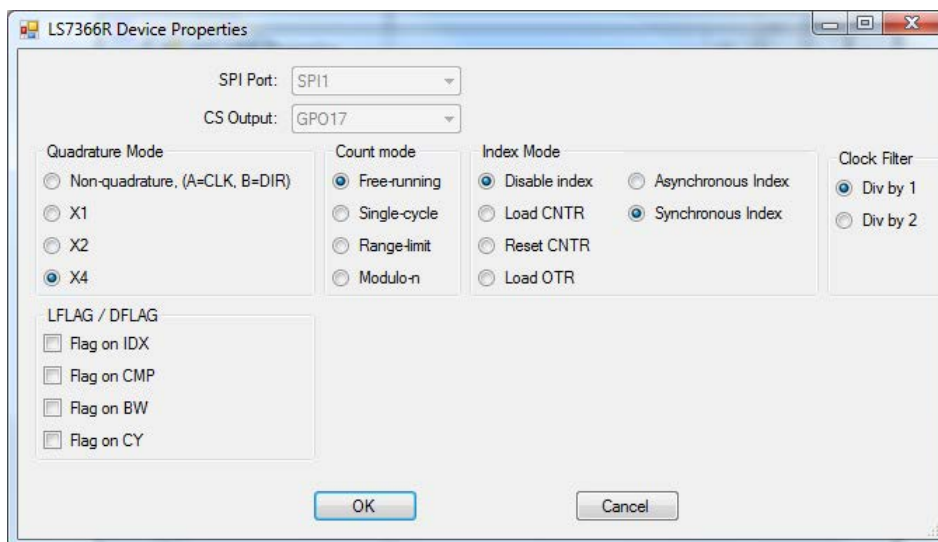 LS7366R Device Properties
SPI Port: SPI1
CS Output: GPO17
Quadrature Mode
Non-quadrature, (A=CLK, B=DIR)
X1
X2
X4
Count mode
Free-running
Single-cycle
Range-limit
Modulo-n
Index Mode
Disable index
Load CNTR
Reset CNTR
Load OTR
Asynchronous Index
Synchronous Index
Clock Filter
Div by 1
Div by 2
LFLAG / DFLAG
Flag on IDX
Flag on CMP
Flag on BW
Flag on CY
OK
Cancel